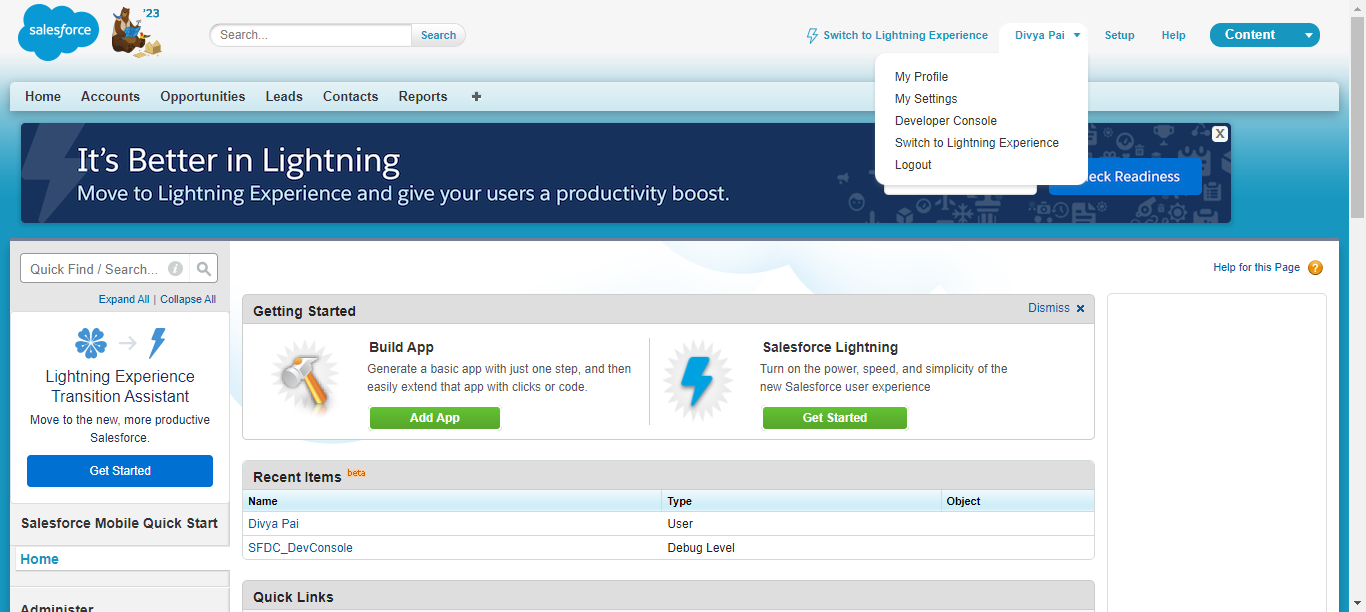 salesforce
'23
Search...
Search
Switch to Lightning Experience
Divya Pai
Setup
Help
Content
My Profile
My Settings
Developer Console
Switch to Lightning Experience
Logout
Home
Accounts
Opportunities
Leads
Contacts
Reports
+
It's Better in Lightning
Move to Lightning Experience and give your users a productivity boost.
X
Readiness
Quick Find / Search...
i
Expand All | Collapse All
Lightning Experience
Transition Assistant
Move to the new, more productive
Salesforce.
Get Started
Salesforce Mobile Quick Start
Home
Administer
Help for this Page ?
Getting Started
Dismiss x
Build App
Generate a basic app with just one step, and then
easily extend that app with clicks or code.
Add App
Salesforce Lightning
Turn on the power, speed, and simplicity of the
new Salesforce user experience
Get Started
Recent Items beta
Name Type Object
Divya Pai User
SFDC_DevConsole Debug Level
Quick Links